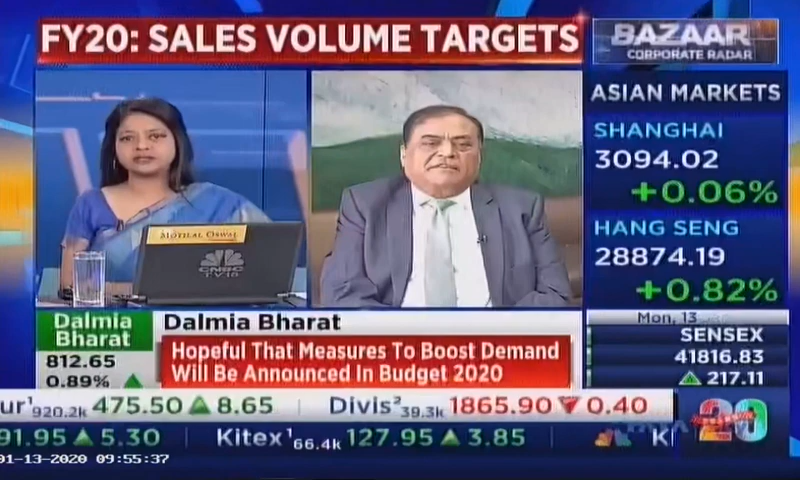 FY20: SALES VOLUME TARGETS
BAZAAR
CORPORATE RADAR
ASIAN MARKETS
SHANGHAI
3094.02
+0.06%
HANG SENG
28874.19
+0.82%
MOTILAL OSWAL
CNBC
TV18
Dalmia
Bharat
812.65
0.89%
Dalmia Bharat
Hopeful That Measures To Boost Demand
Will Be Announced In Budget 2020
Mon, 13
SENSEX
41816.83
217.11
ur¹ 920.2k 475.50 8.65 Divis² 39.3k 1865.90 0.40
91.95 5.30 Kitex¹ 66.4k 127.95 3.85 K
20
01-13-2020 09:55:37